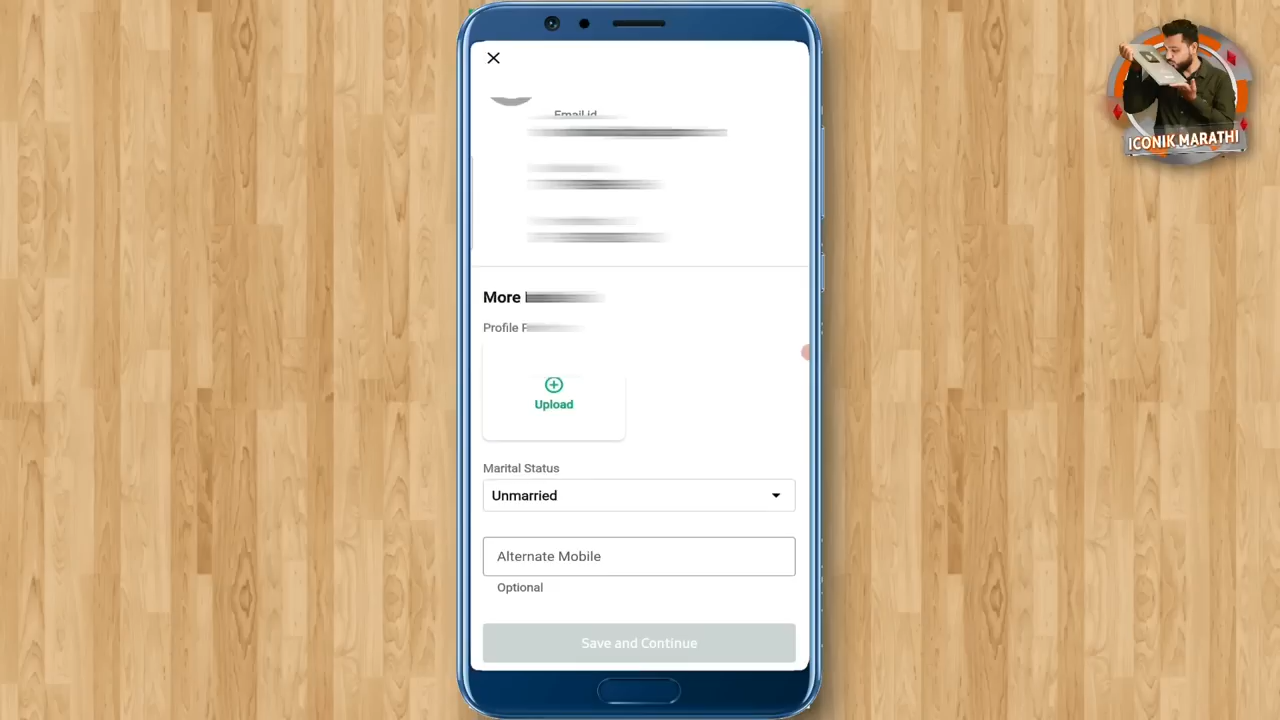 Email id
More
Profile
Upload
Marital Status
Unmarried
Alternate Mobile
Optional
Save and Continue
ICONIK MARATHI